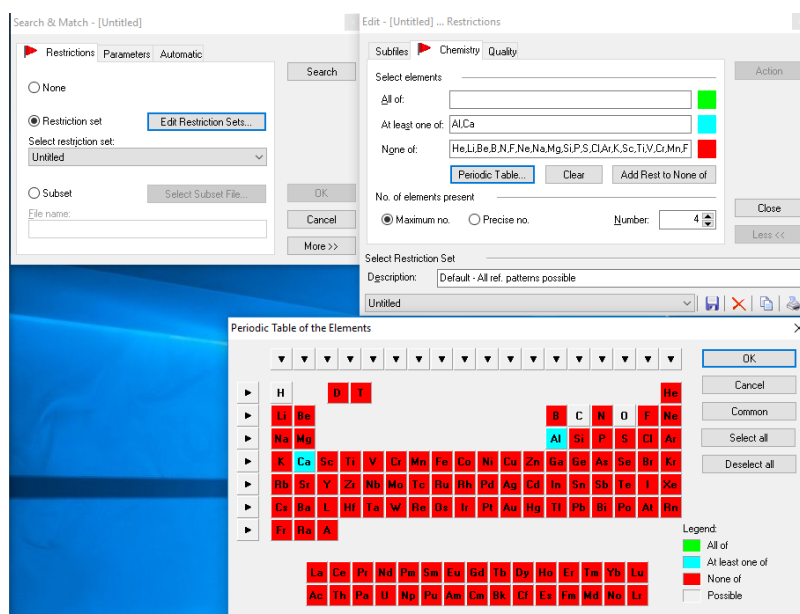 Search & Match - [Untitled]
Restrictions Parameters Automatic
None
Restriction set
Edit Restriction Sets...
Select restriction set:
Untitled
Subset
Select Subset File...
File name:
Search
OK
Cancel
More >>
Edit - [Untitled] ... Restrictions
Subfiles Chemistry Quality
Select elements
All of:
At least one of: Al,Ca
None of: He,Li,Be,B,N,F,Ne,Na,Mg,Si,P,S,Cl,Ar,K,Sc,Ti,V,Cr,Mn,F
Periodic Table... Clear Add Rest to None of
No. of elements present
Maximum no. Precise no. Number: 4
Action
Close
Less <<
Select Restriction Set
Description: Default - All ref. patterns possible
Untitled
Periodic Table of the Elements
H D T He
Li Be B C N O F Ne
Na Mg Al Si P S Cl Ar
K Ca Sc Ti V Cr Mn Fe Co Ni Cu Zn Ga Ge As Se Br Kr
Rb Sr Y Zr Nb Mo Tc Ru Rh Pd Ag Cd In Sn Sb Te I Xe
Cs Ba L Hf Ta W Re Os Ir Pt Au Hg Tl Pb Bi Po At Rn
Fr Ra A
La Ce Pr Nd Pm Sm Eu Gd Tb Dy Ho Er Tm Yb Lu
Ac Th Pa U Np Pu Am Cm Bk Cf Es Fm Md No Lr
OK
Cancel
Common
Select all
Deselect all
Legend:
All of
At least one of
None of
Possible